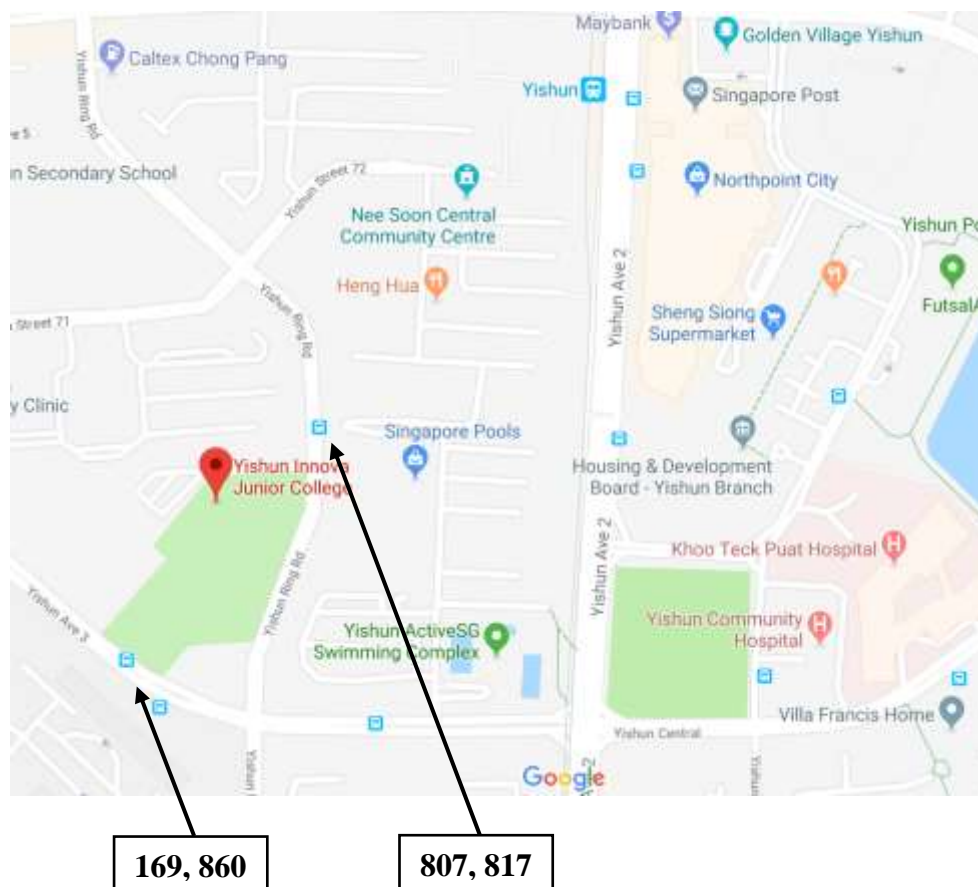 Maybank
Golden Village Yishun
Caltex Chong Pang
Yishun
Singapore Post
Yishun Ring Rd
n Secondary School
Yishun Street 72
Northpoint City
Nee Soon Central
Community Centre
Yishun Po
Heng Hua
Yishun Ring Rd
Yishun Ave 2
FutsalA
Street 71
Sheng Siong
Supermarket
y Clinic
Singapore Pools
Yishun Innova
Junior College
Housing & Development
Board - Yishun Branch
Khoo Teck Puat Hospital
Yishun Ave 2
Yishun Ring Rd
Yishun Ave 3
Yishun Community
Hospital
Yishun ActiveSG
Swimming Complex
Villa Francis Home
Yishun Central
Google
169, 860
807, 817